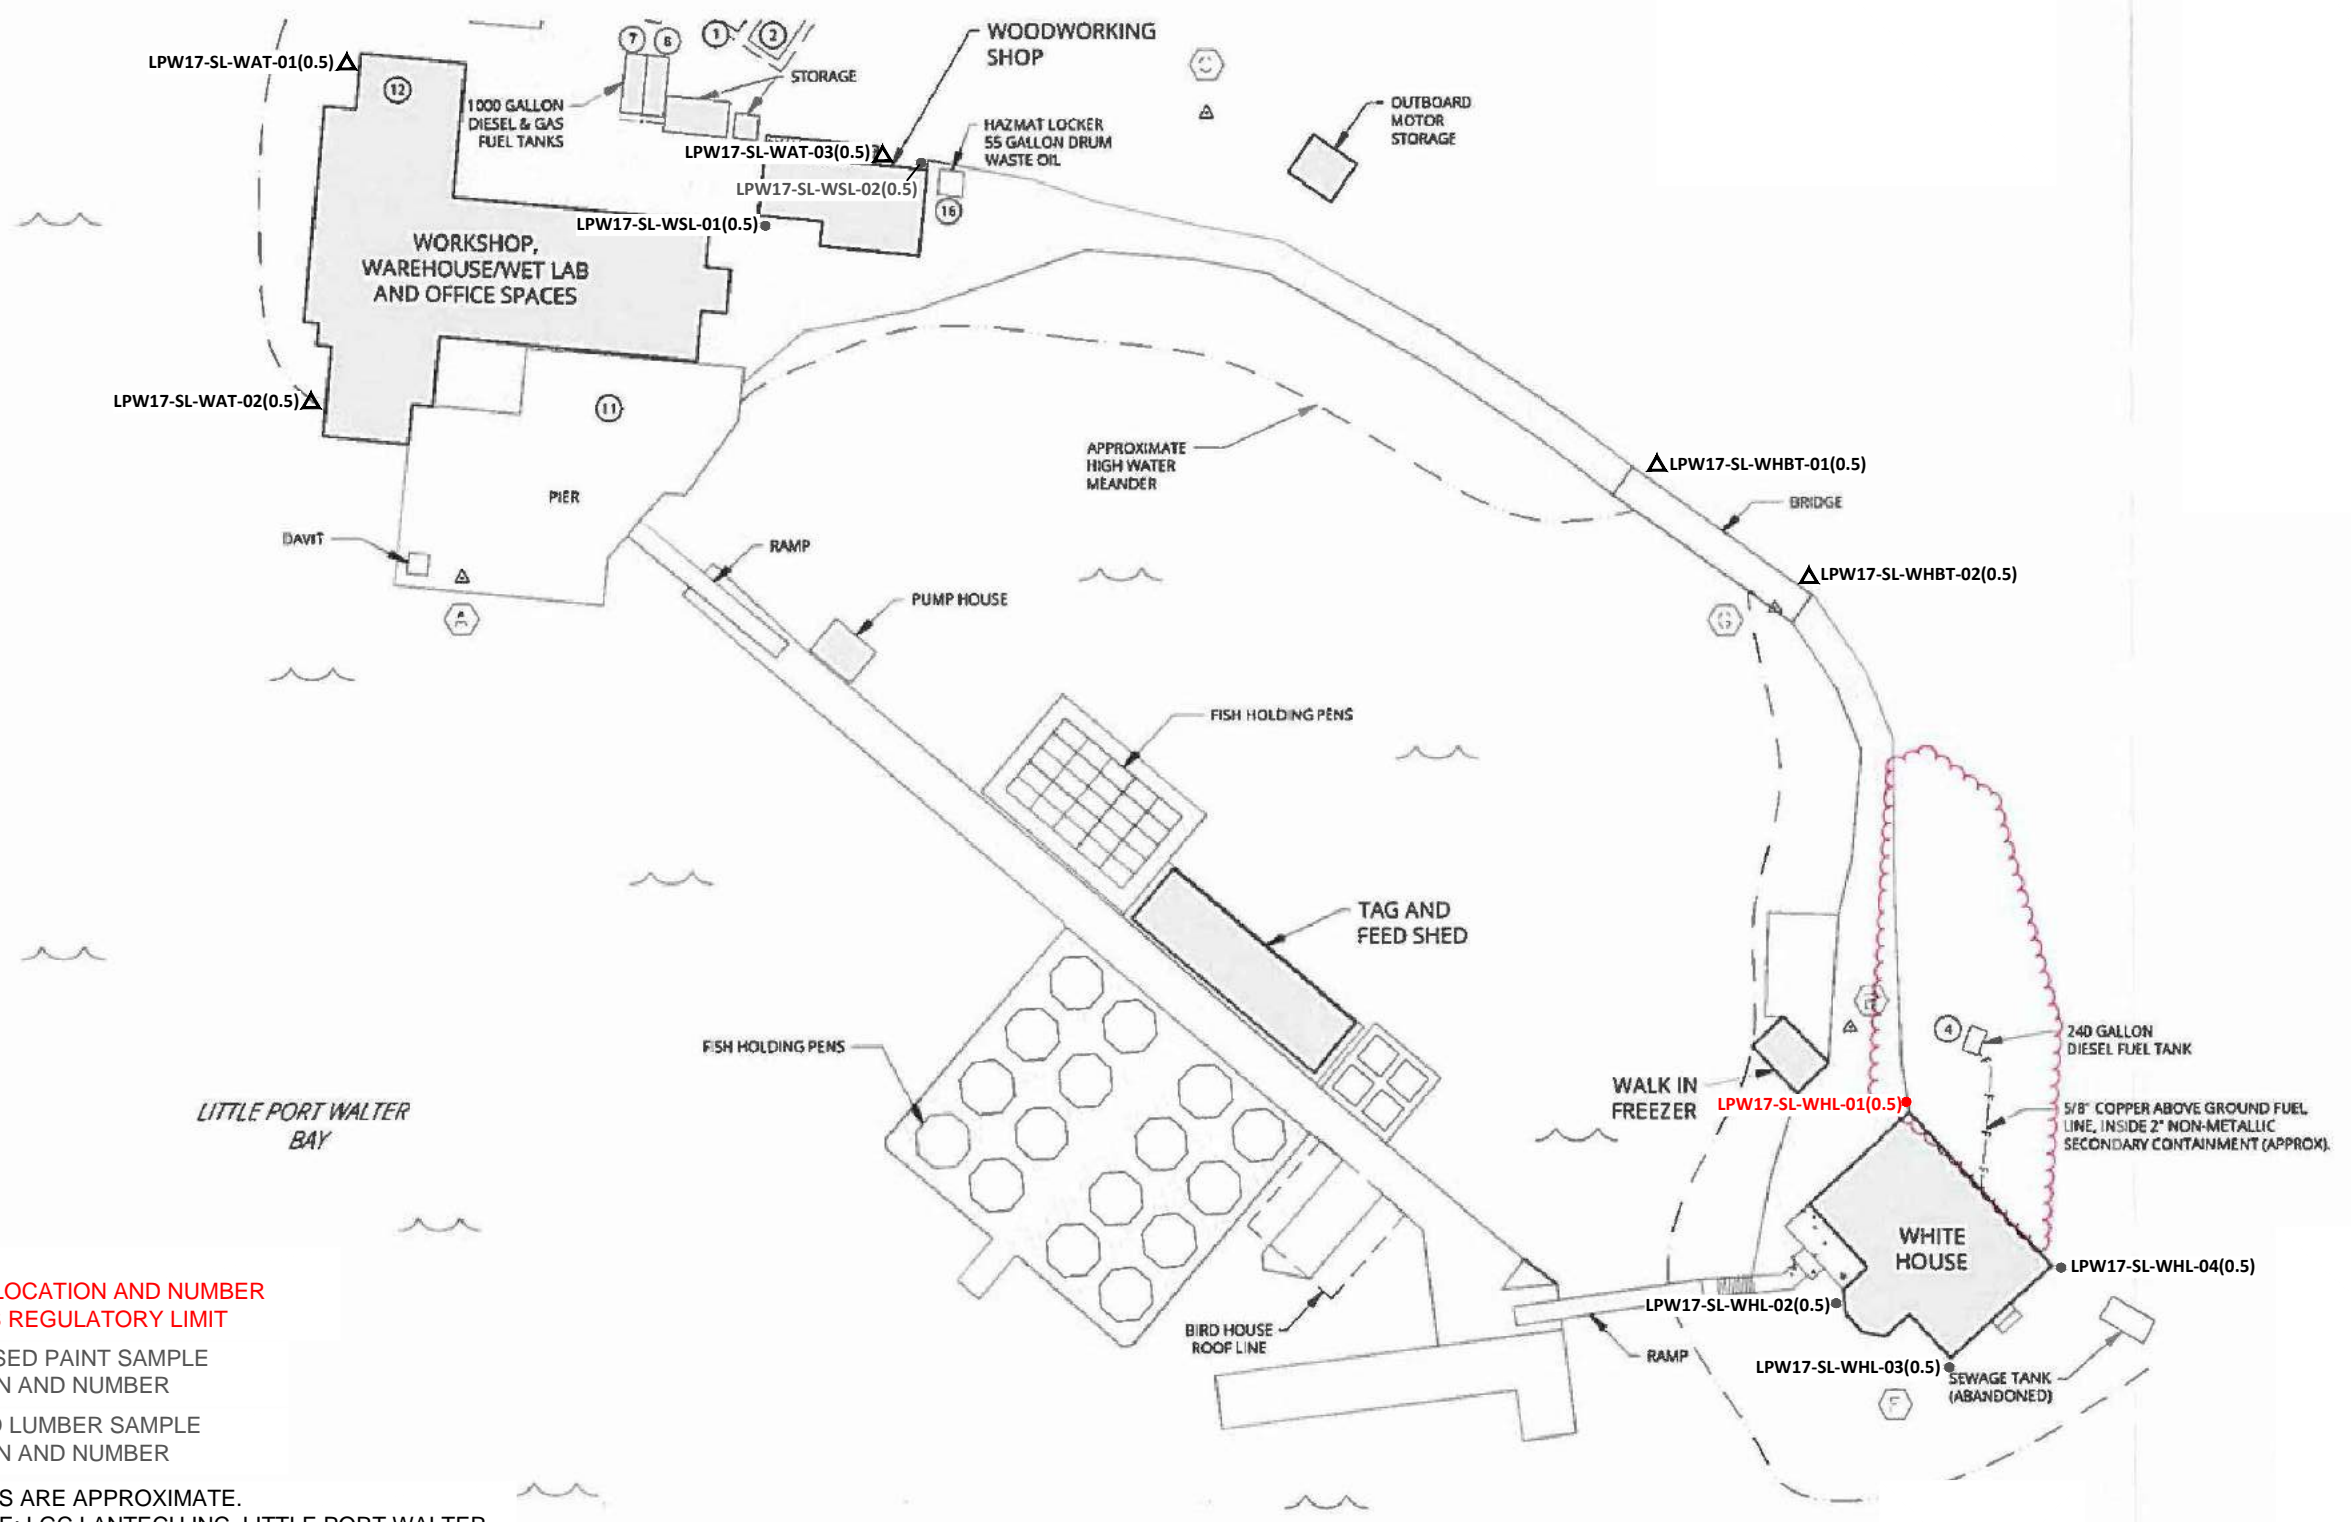 7
8
1
2
WOODWORKING
SHOP
C
LPW17-SL-WAT-01(0.5)
12
STORAGE
1000 GALLON
DIESEL & GAS
FUEL TANKS
OUTBOARD
MOTOR
STORAGE
HAZMAT LOCKER
55 GALLON DRUM
WASTE OIL
LPW17-SL-WAT-03(0.5)
LPW17-SL-WSL-02(0.5)
16
LPW17-SL-WSL-01(0.5)
WORKSHOP,
WAREHOUSE/WET LAB
AND OFFICE SPACES
LPW17-SL-WAT-02(0.5)
11
APPROXIMATE
HIGH WATER
MEANDER
LPW17-SL-WHBT-01(0.5)
PIER
BRIDGE
DAVIT
RAMP
LPW17-SL-WHBT-02(0.5)
PUMP HOUSE
A
G
FISH HOLDING PENS
TAG AND
FEED SHED
4
240 GALLON
DIESEL FUEL TANK
FISH HOLDING PENS
WALK IN
FREEZER
LPW17-SL-WHL-01(0.5)
5/8" COPPER ABOVE GROUND FUEL
LINE, INSIDE 2" NON-METALLIC
SECONDARY CONTAINMENT (APPROX).
LITTLE PORT WALTER
BAY
WHITE
HOUSE
LPW17-SL-WHL-04(0.5)
LPW17-SL-WHL-02(0.5)
BIRD HOUSE
ROOF LINE
RAMP
LPW17-SL-WHL-03(0.5)
SEWAGE TANK
(ABANDONED)
F
LOCATION AND NUMBER
REGULATORY LIMIT
SED PAINT SAMPLE
N AND NUMBER
LUMBER SAMPLE
N AND NUMBER
S ARE APPROXIMATE.